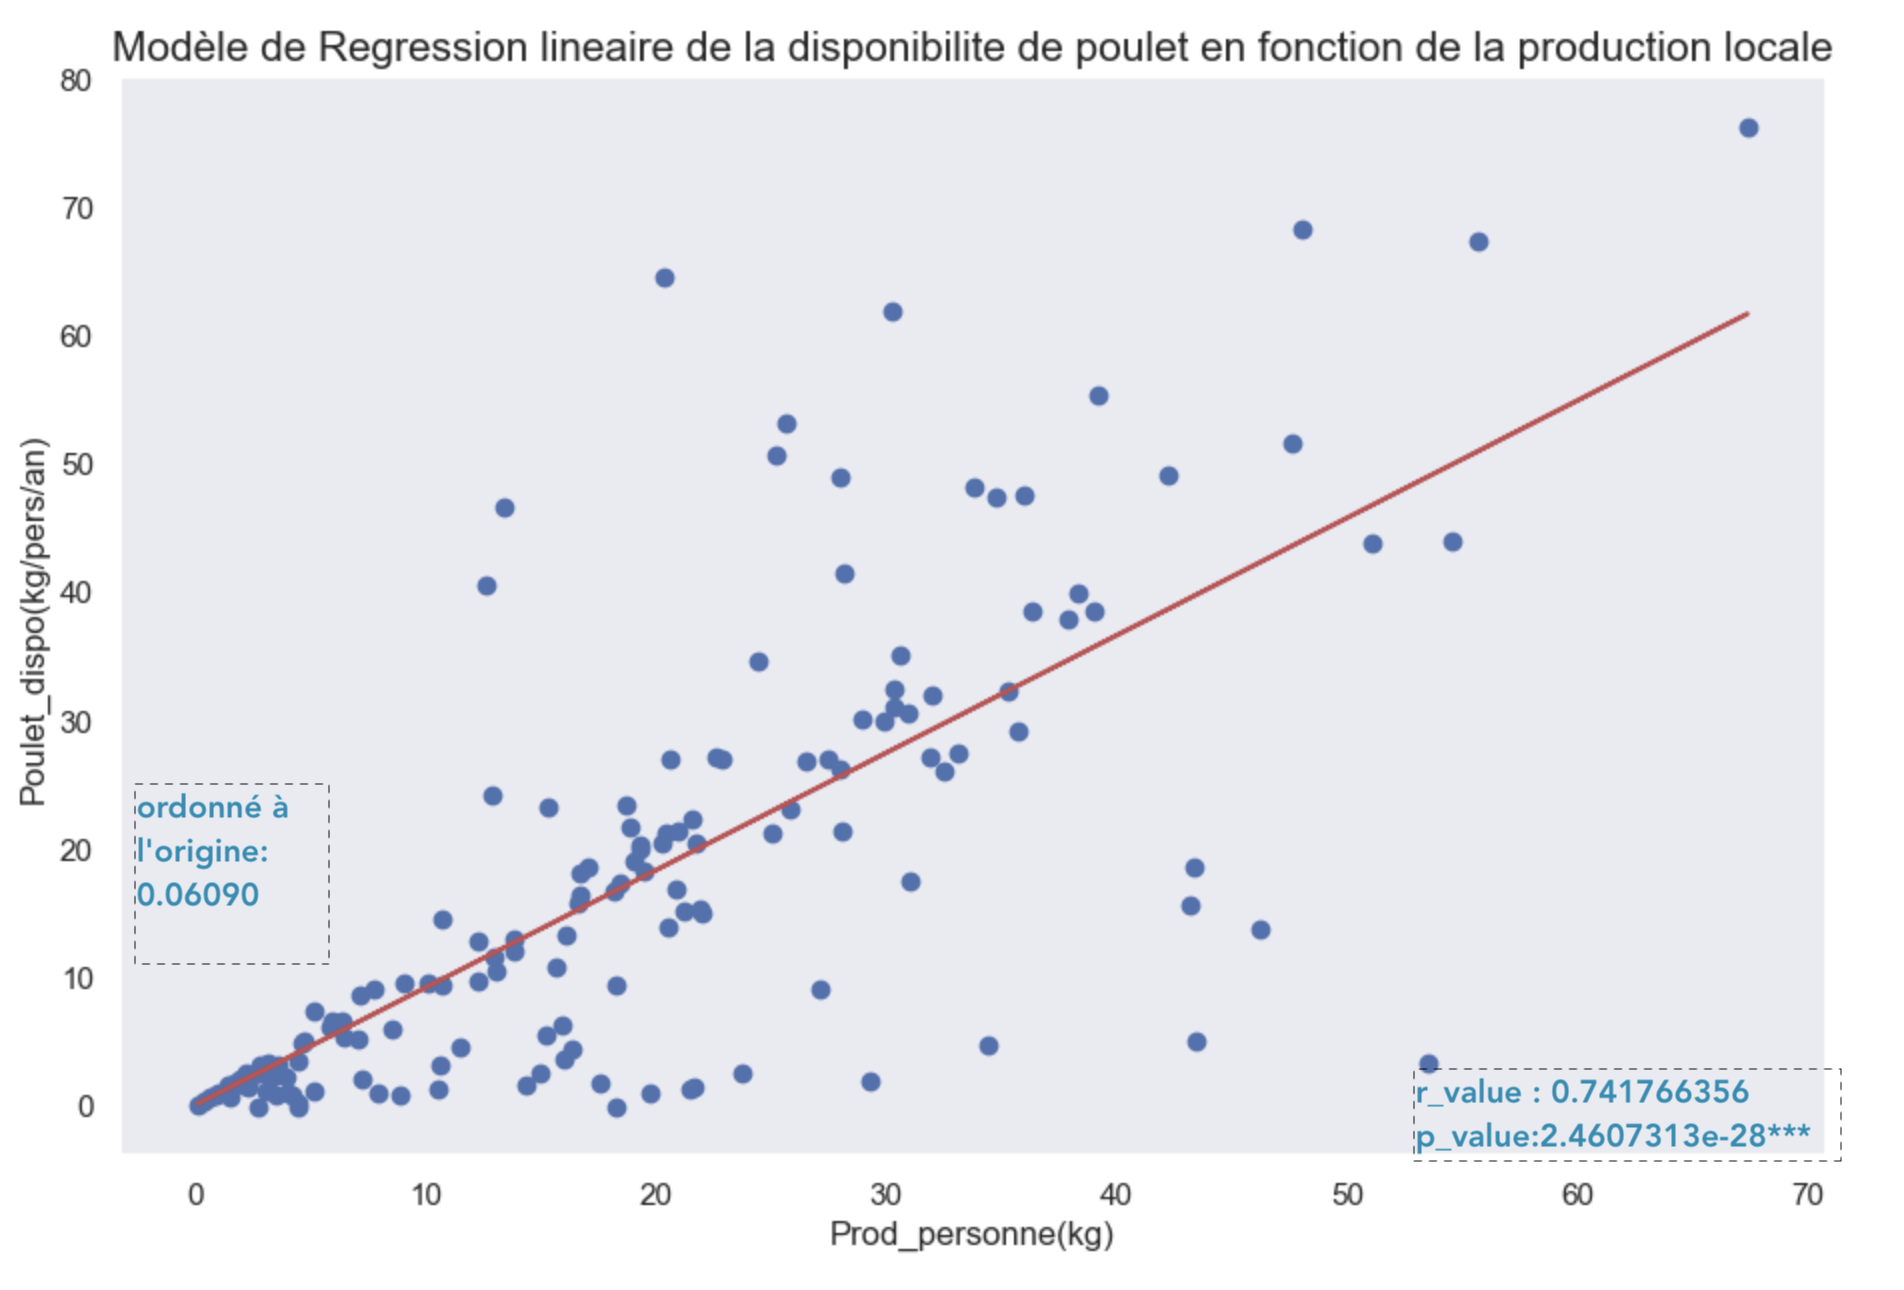 Modèle de Regression lineaire de la disponibilite de poulet en fonction de la production locale
80
70
60
50
40
30
20
10
0
Poulet_dispo(kg/pers/an)
ordonné à
l'origine:
0.06090
r_value : 0.741766356
p_value:2.4607313e-28***
0 10 20 30 40 50 60 70
Prod_personne(kg)